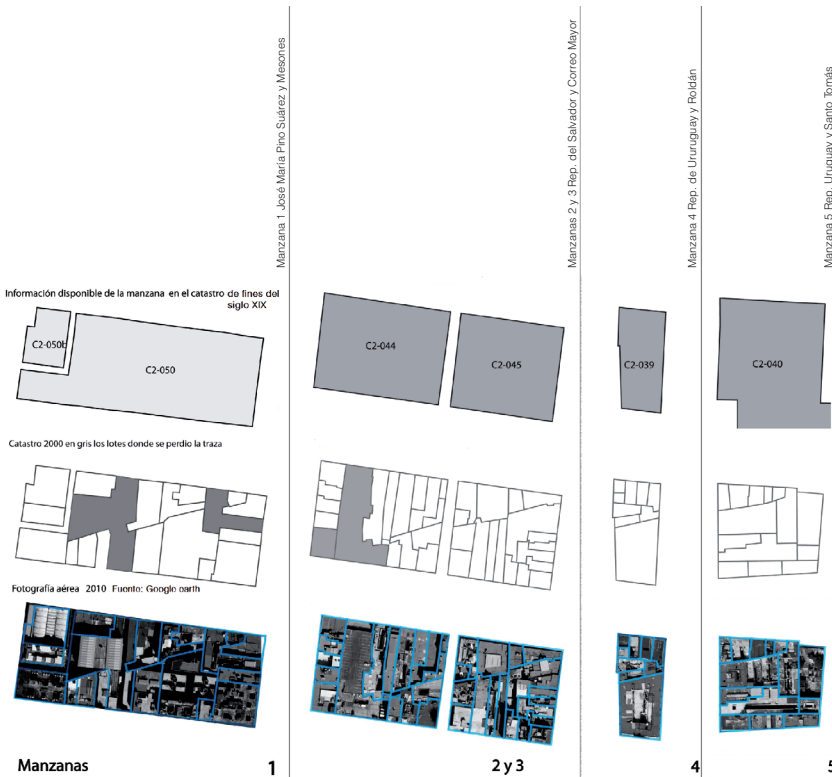 Manzana 1 José María Pino Suárez y Mesones
Manzanas 2 y 3 Rep. del Salvador y Correo Mayor
Manzana 4 Rep. de Ururuguay y Roldán
Manzana 5 Rep. Uruguay y Santo Tomás
Información disponible de la manzana en el catastro de fines del
siglo XIX
C2-050b
C2-050
C2-044
C2-045
C2-039
C2-040
Catastro 2000 en gris los lotes donde se perdio la traza
Fotografía aérea 2010 Fuente: Google earth
Manzanas
1
2 y 3
4
5